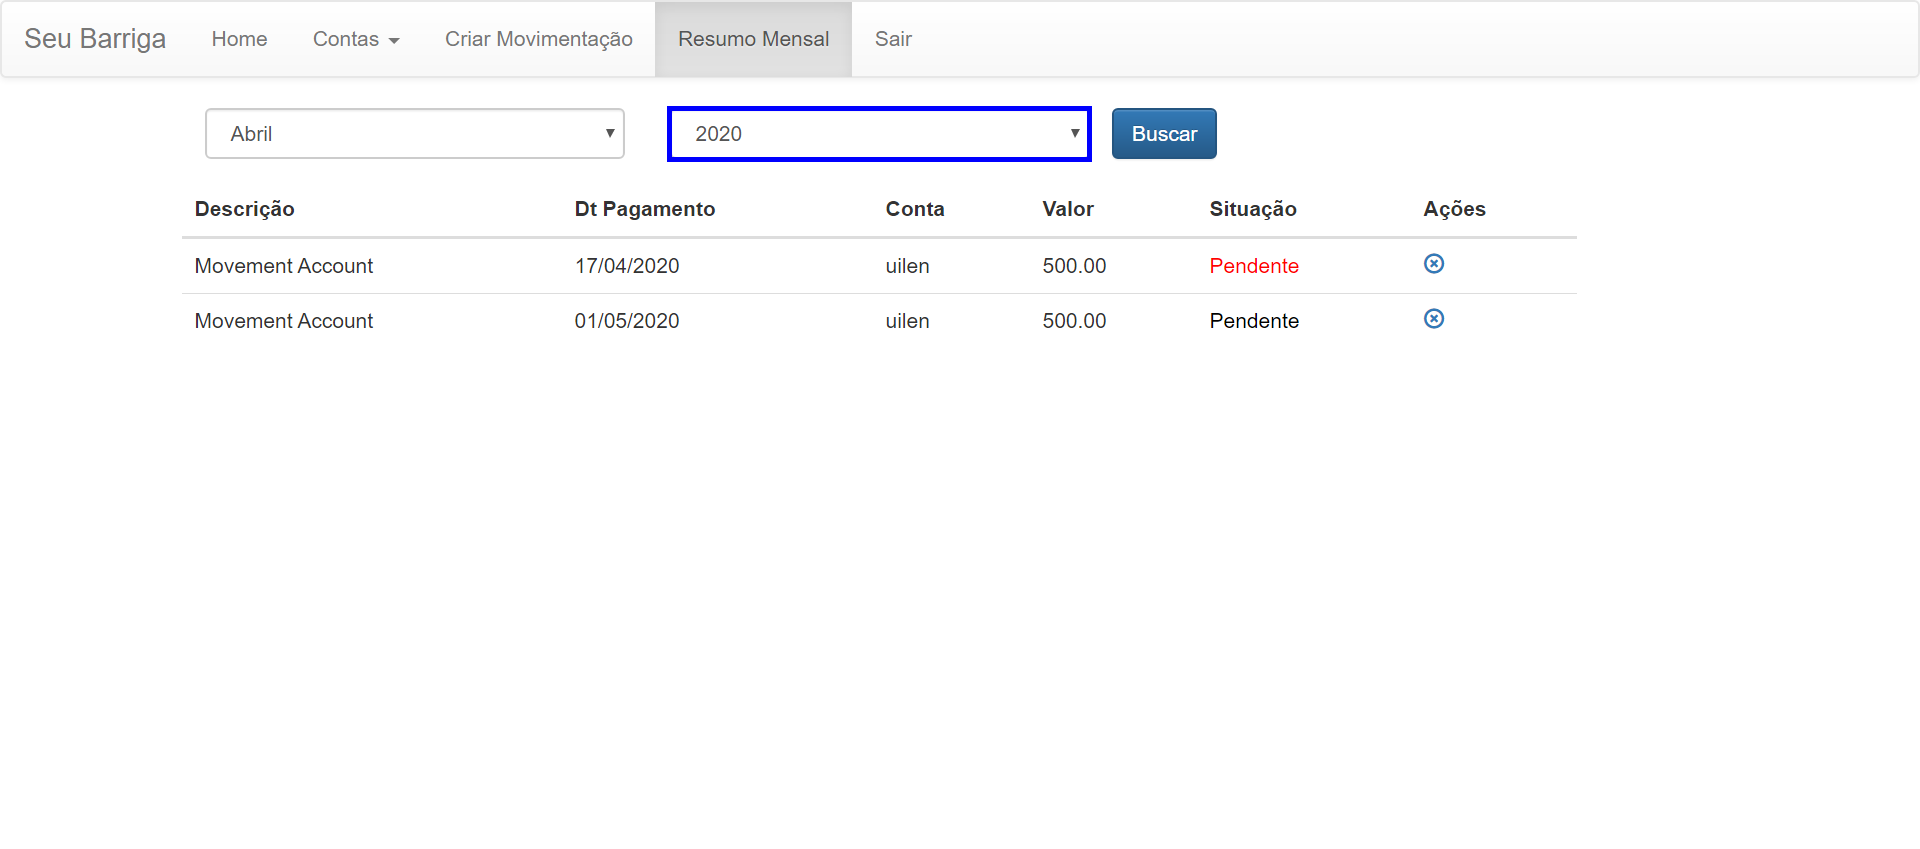 Seu Barriga Home Contas Criar Movimentação Resumo Mensal Sair
Abril 2020 Buscar
Descrição Dt Pagamento Conta Valor Situação Ações
Movement Account 17/04/2020 uilen 500.00 Pendente
Movement Account 01/05/2020 uilen 500.00 Pendente